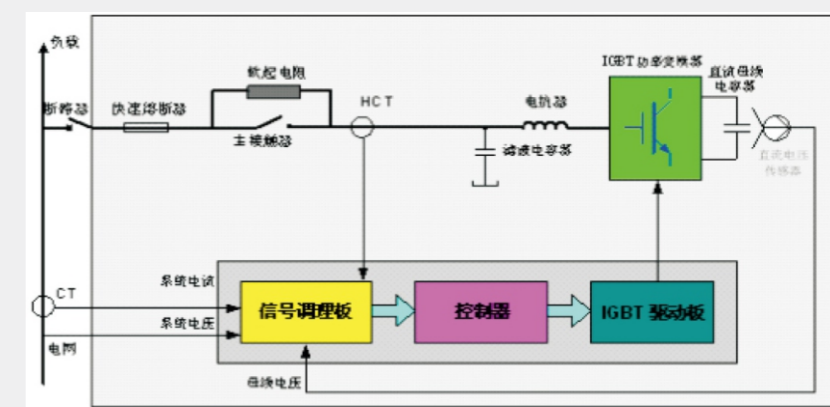 负载
断路器
快速熔断器
软起电阻
主接触器
HCT
滤波电容器
电抗器
IGBT功率变换器
直流母线
电容器
直流电压
传感器
CT
系统电流
系统电压
电网
信号调理板
控制器
IGBT 驱动板
母线电压